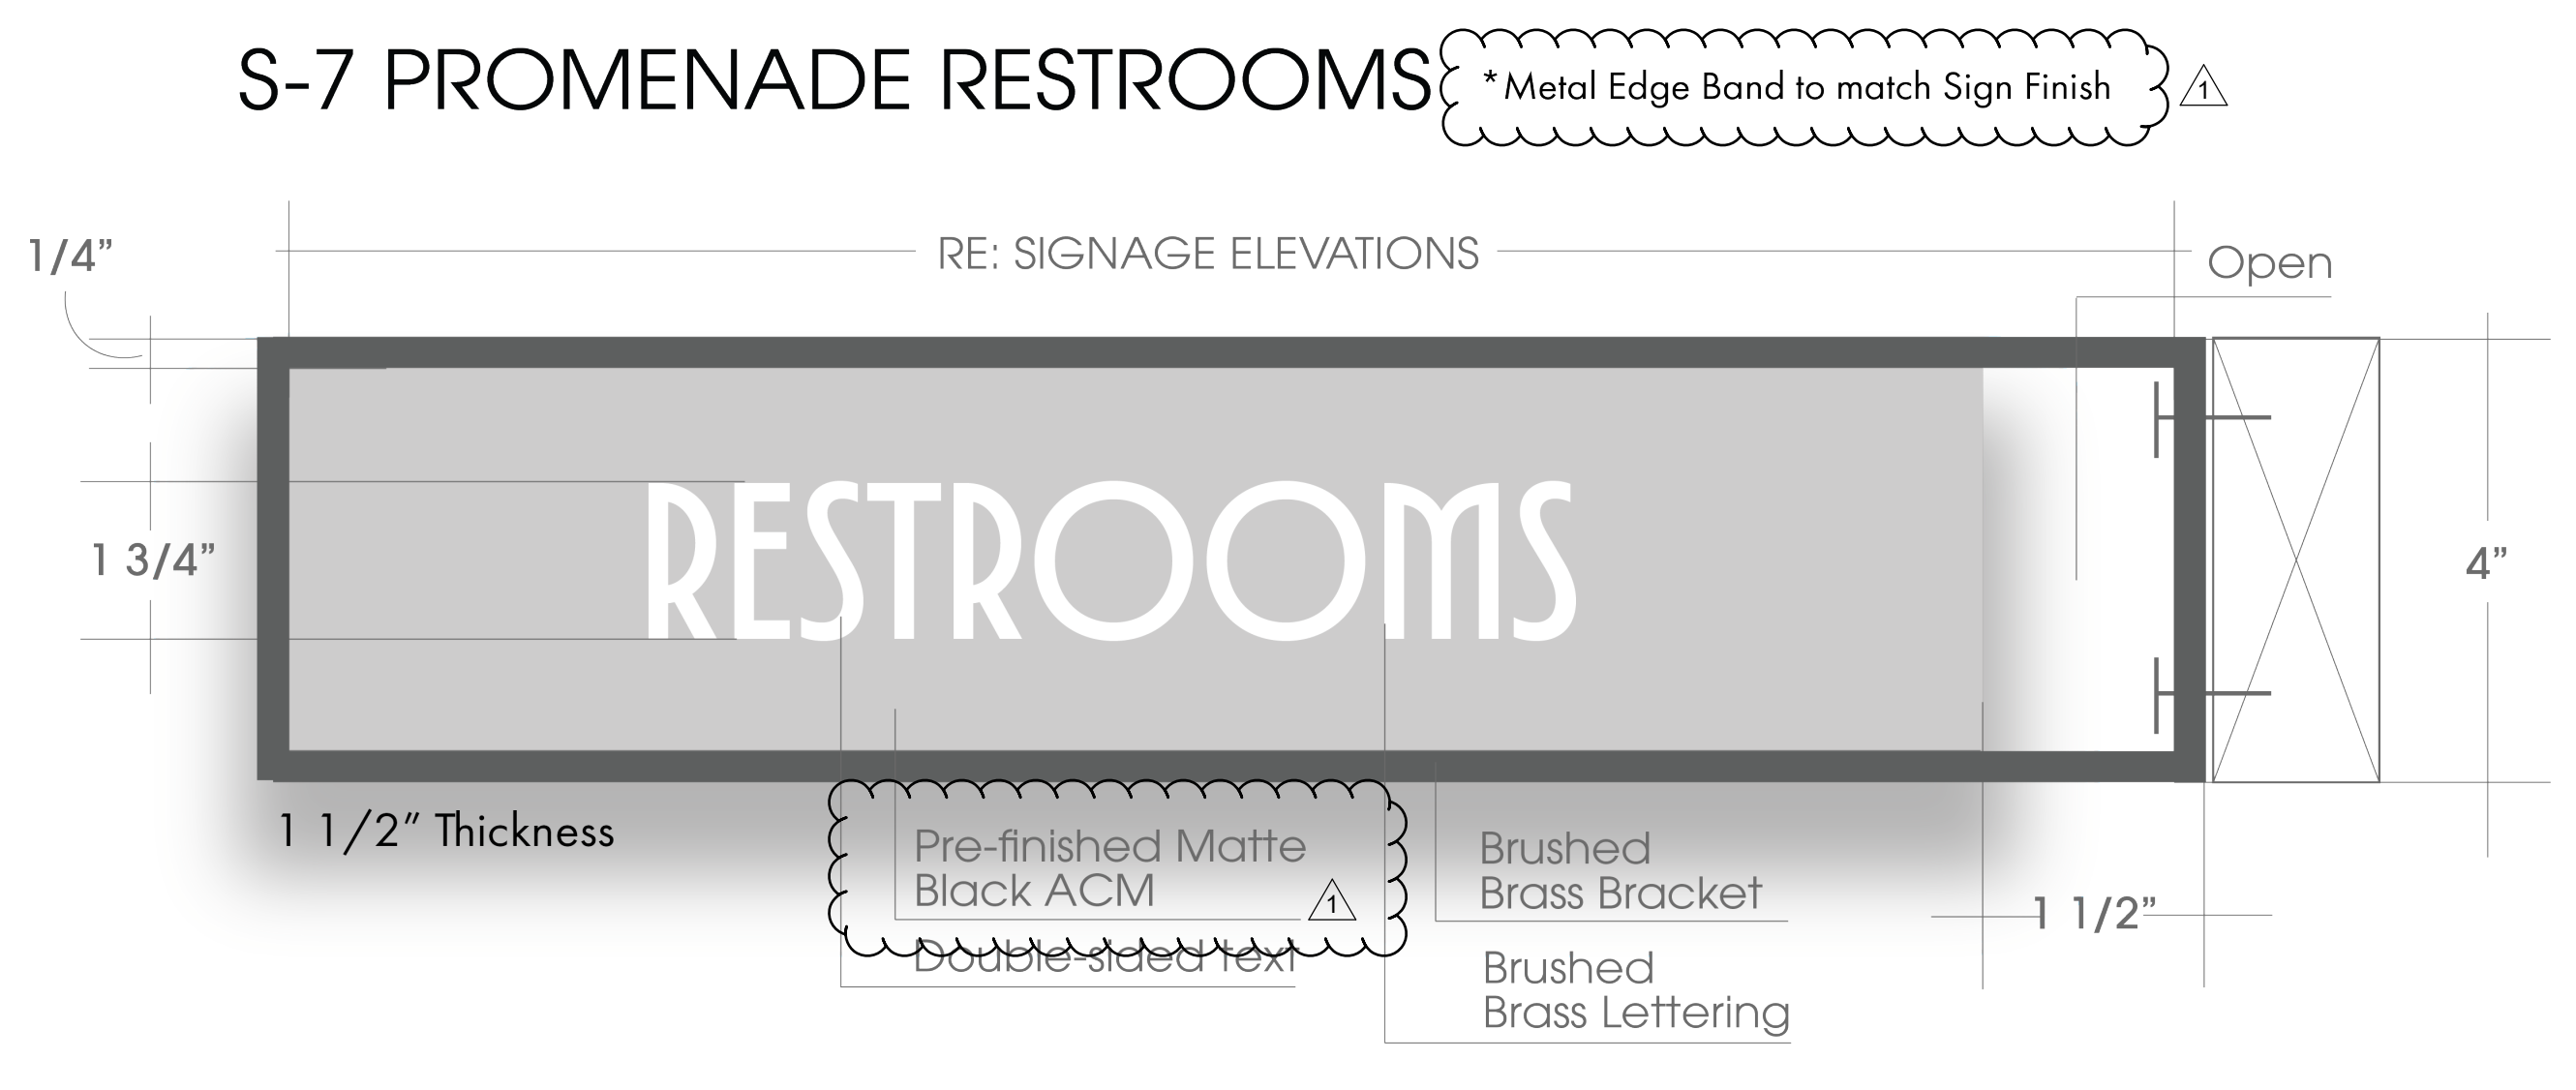 S-7 PROMENADE RESTROOMS
*Metal Edge Band to match Sign Finish
1
1/4”
RE: SIGNAGE ELEVATIONS
Open
RESTROOMS
1 3/4”
4”
1 1/2” Thickness
Pre-finished Matte
Black ACM
1
Double-sided text
Brushed
Brass Bracket
1 1/2”
Brushed
Brass Lettering